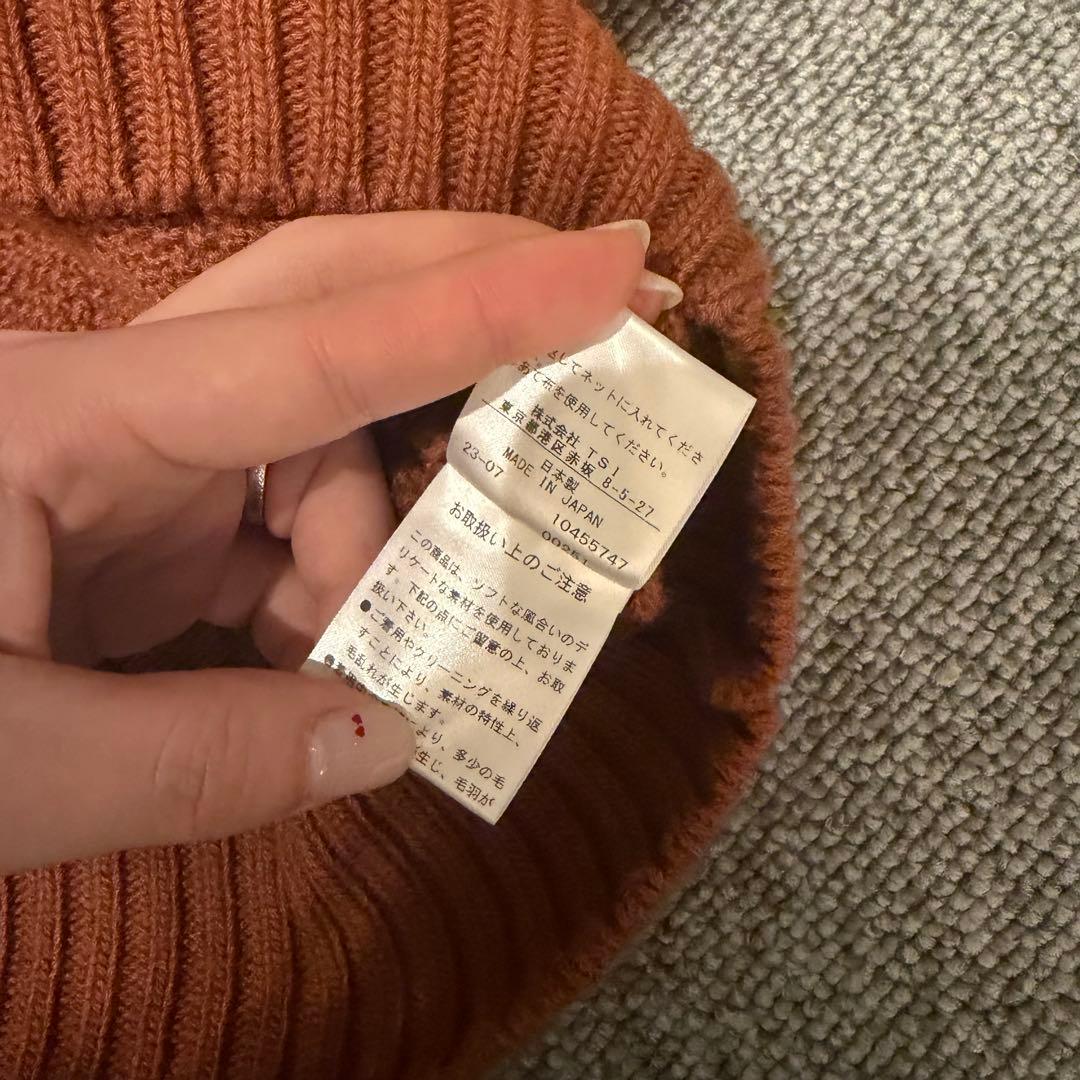 してネットに入れてくださ
あて布を使用してください。
株式会社 TSI
東京都港区赤坂 8-5-27
日本製
MADE IN JAPAN
23-07 10455747
お取扱い上のご注意
この商品は、ソフトな風合いのデ
リケートな素材を使用しておりま
す。下記の点にご留意の上、お取
扱い下さい。
●ご着用やクリーニングを繰り返
すことにより、素材の特性上、
毛乱れが生じます。
より、多少の毛
生じ、毛羽が